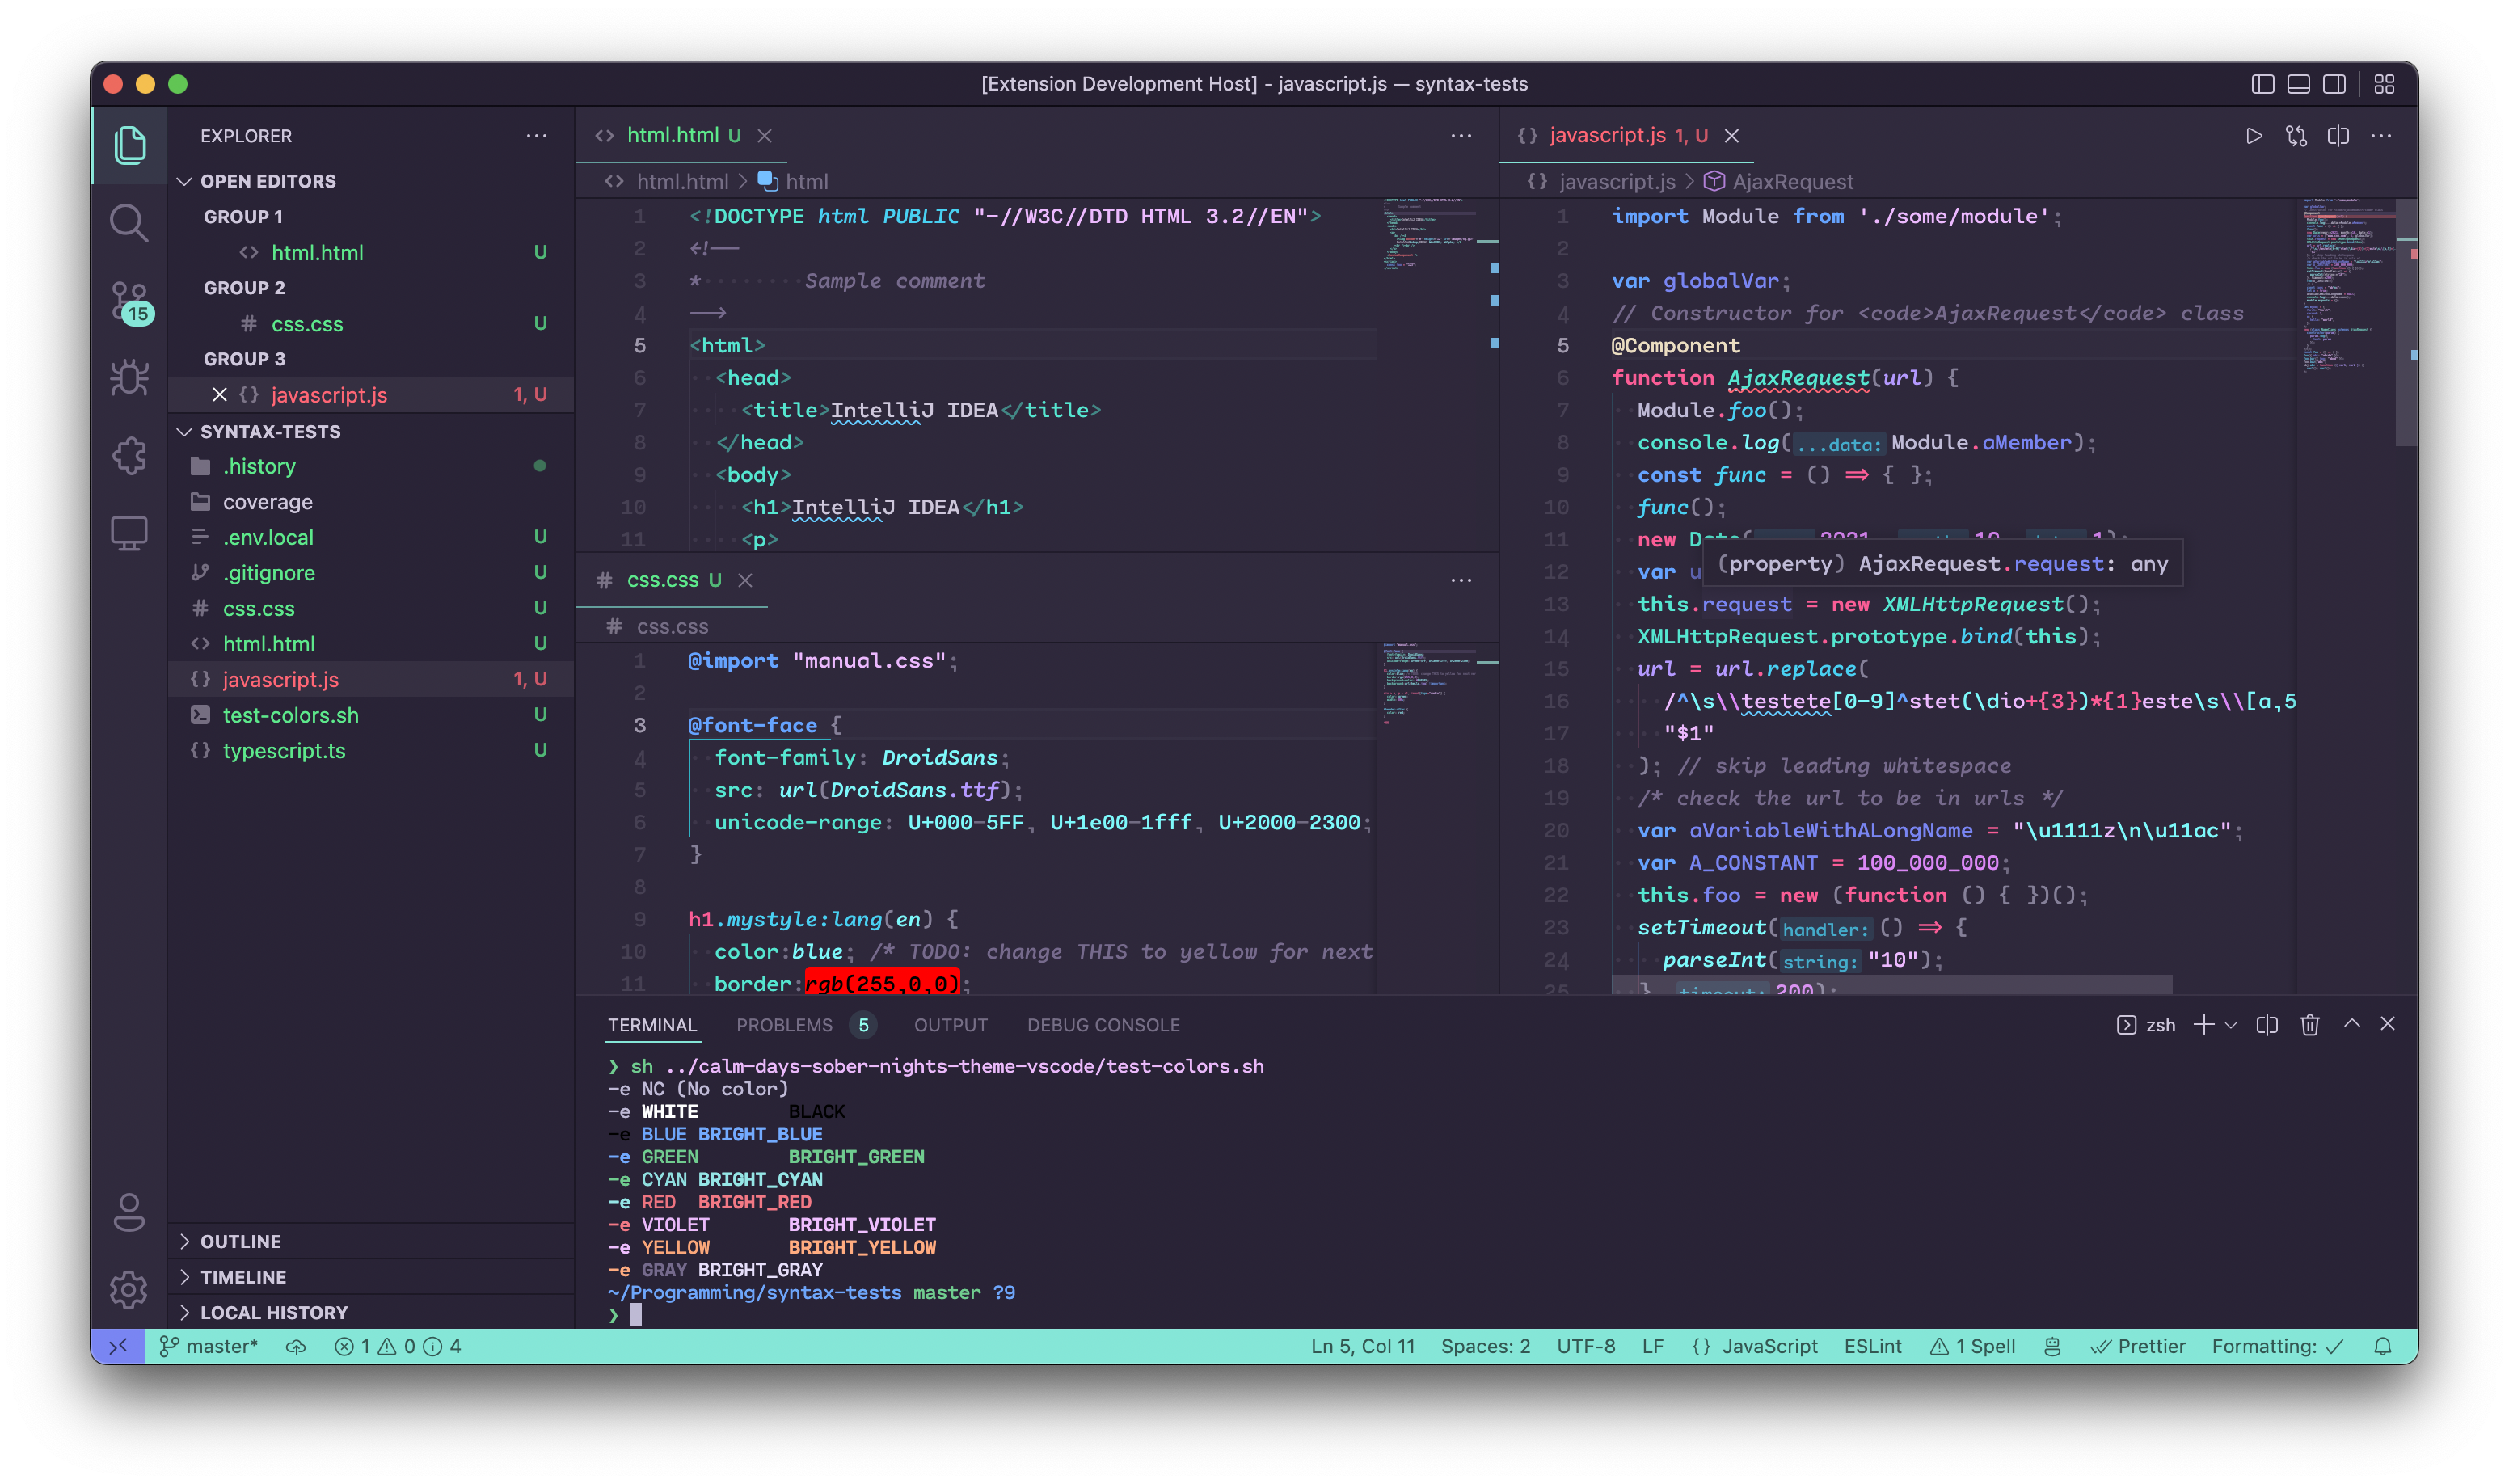 [Extension Development Host] - javascript.js — syntax-tests
EXPLORER
OPEN EDITORS
GROUP 1
html.html U
GROUP 2
css.css U
GROUP 3
javascript.js 1, U
SYNTAX-TESTS
.history
coverage
.env.local U
.gitignore U
css.css U
html.html U
javascript.js 1, U
test-colors.sh U
typescript.ts U
OUTLINE
TIMELINE
LOCAL HISTORY
15
html.html U
html.html > html
1 <!DOCTYPE html PUBLIC "-//W3C//DTD HTML 3.2//EN">
2 <!--
3 * Sample comment
4 -->
5 <html>
6 <head>
7 <title>IntelliJ IDEA</title>
8 </head>
9 <body>
10 <h1>IntelliJ IDEA</h1>
11 <p>
css.css U
css.css
1 @import "manual.css";
2
3 @font-face {
4 font-family: DroidSans;
5 src: url(DroidSans.ttf);
6 unicode-range: U+000-5FF, U+1e00-1fff, U+2000-2300;
7 }
8
9 h1.mystyle:lang(en) {
10 color:blue; /* TODO: change THIS to yellow for next
11 border:rgb(255,0,0);
javascript.js 1, U
javascript.js > AjaxRequest
1 import Module from './some/module';
2
3 var globalVar;
4 // Constructor for <code>AjaxRequest</code> class
5 @Component
6 function AjaxRequest(url) {
7 Module.foo();
8 console.log(...data: Module.aMember);
9 const func = () => { };
10 func();
11 new Date( 2021 10 1);
12 var u
(property) AjaxRequest.request: any
13 this.request = new XMLHttpRequest();
14 XMLHttpRequest.prototype.bind(this);
15 url = url.replace(
16 /^\s\\testete[0-9]^stet(\dio+{3})*{1}este\s\\[a,5
17 "$1"
18 ); // skip leading whitespace
19 /* check the url to be in urls */
20 var aVariableWithALongName = "\u1111z\n\u11ac";
21 var A_CONSTANT = 100_000_000;
22 this.foo = new (function () { })();
23 setTimeout(handler: () => {
24 parseInt(string: "10");
25 } timeout: 200);
TERMINAL PROBLEMS 5 OUTPUT DEBUG CONSOLE
zsh
❯ sh ../calm-days-sober-nights-theme-vscode/test-colors.sh
-e NC (No color)
-e WHITE BLACK
-e BLUE BRIGHT_BLUE
-e GREEN BRIGHT_GREEN
-e CYAN BRIGHT_CYAN
-e RED BRIGHT_RED
-e VIOLET BRIGHT_VIOLET
-e YELLOW BRIGHT_YELLOW
-e GRAY BRIGHT_GRAY
~/Programming/syntax-tests master ?9
❯
master* 1 0 4
Ln 5, Col 11 Spaces: 2 UTF-8 LF {} JavaScript ESLint 1 Spell Prettier Formatting: ✓